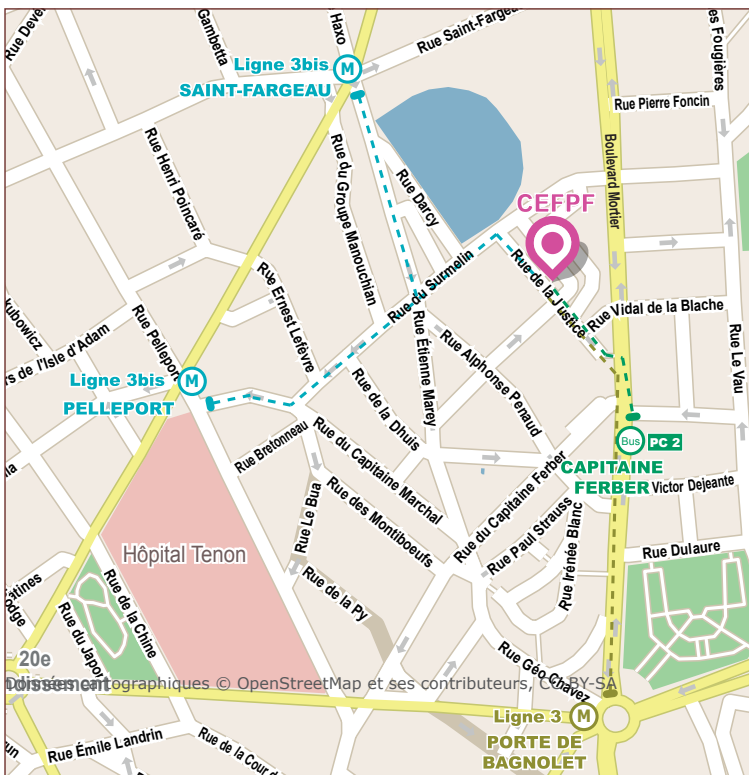 Gambetta
Haxo
Rue Saint-Fargeau
es Fougères
Ligne 3bis
M
SAINT-FARGEAU
Rue Pierre Foncin
Boulevard Mortier
Rue Henri Poincaré
Rue du Groupe Manouchian
Rue Darcy
CEFPF
Rue du Surmelin
Rue de la Justice
Rue Ernest Lefèvre
Rue Vidal de la Blache
kubowicz
rs de l'Isle d'Adam
Rue Pelleport
Rue Étienne Marey
Rue Alphonse Penaud
Rue Le Vau
Ligne 3bis
M
PELLEPORT
Rue de la Dhuis
Rue Bretonneau
Rue du Capitaine Marchal
Bus
PC 2
CAPITAINE
FERBER
Rue du Capitaine Ferber
Victor Dejeante
Rue Le Bua
Rue des Montiboeufs
Rue Paul Strauss
Rue Irénée Blanc
Hôpital Tenon
Rue Dulaure
Rue de la Chine
Rue de la Py
Rue du Japon
Rue Géo Chavez
20e
Données cartographiques © OpenStreetMap et ses contributeurs, CC-BY-SA
Ligne 3
M
PORTE DE
BAGNOLET
Rue Émile Landrin
Rue de la Cour de